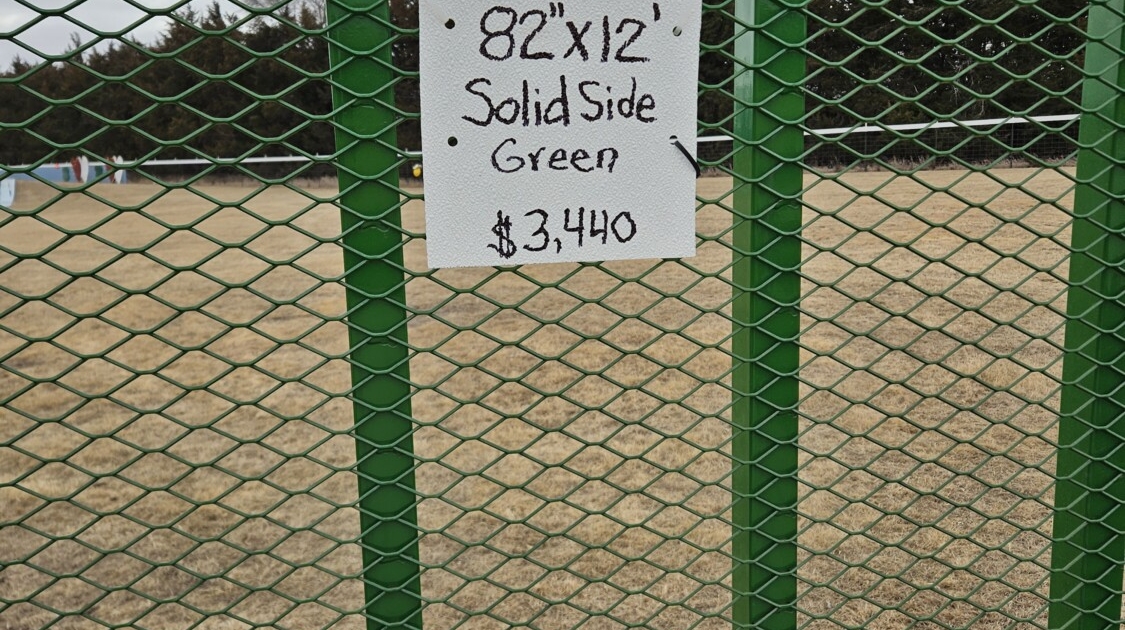 82"x12'
Solid Side
Green
$3,440